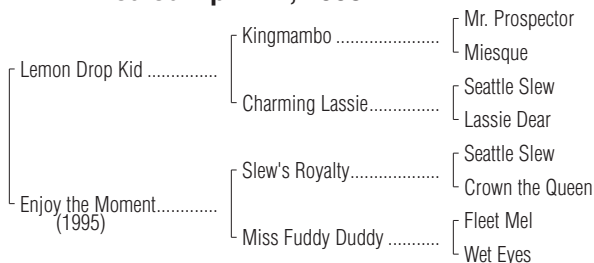 Mr. Prospector
Kingmambo ....................
Miesque
Lemon Drop Kid ..............
Seattle Slew
Charming Lassie..............
Lassie Dear
Seattle Slew
Slew's Royalty..................
Crown the Queen
Enjoy the Moment............
(1995)
Fleet Mel
Miss Fuddy Duddy ..........
Wet Eyes